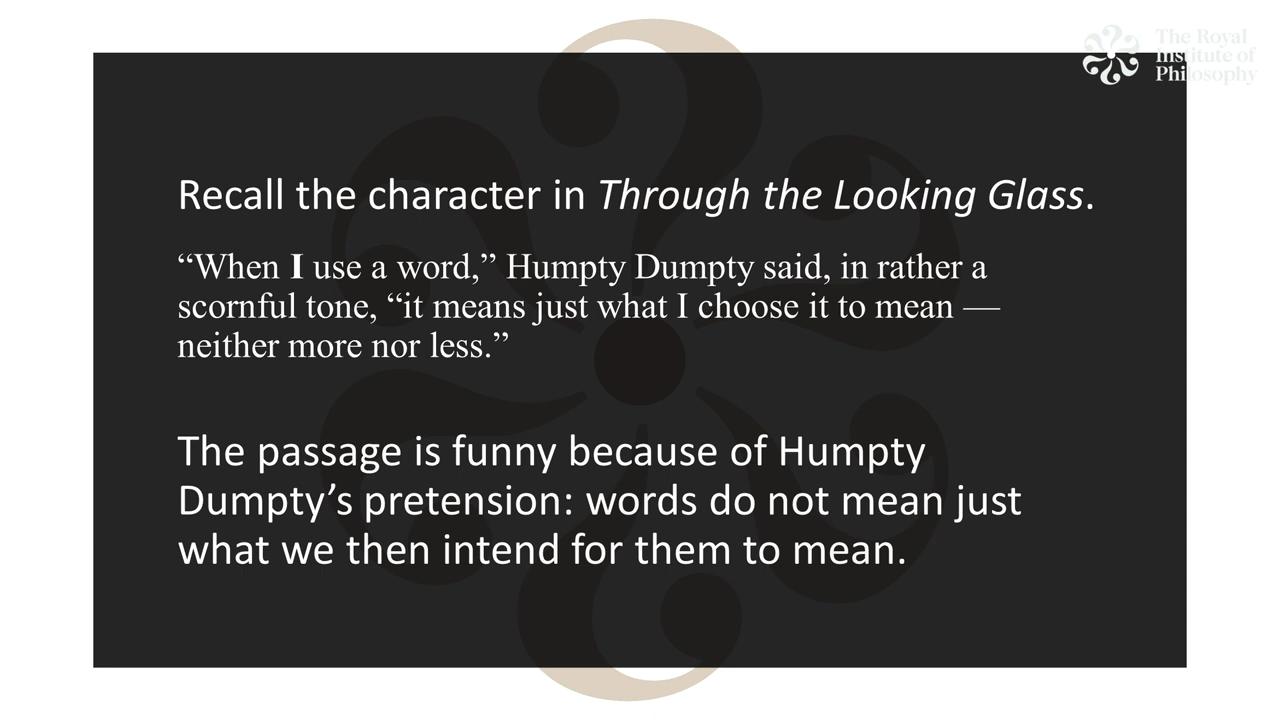 The Royal
Institute of
Philosophy
Recall the character in Through the Looking Glass.
“When I use a word,” Humpty Dumpty said, in rather a
scornful tone, “it means just what I choose it to mean —
neither more nor less.”
The passage is funny because of Humpty
Dumpty’s pretension: words do not mean just
what we then intend for them to mean.